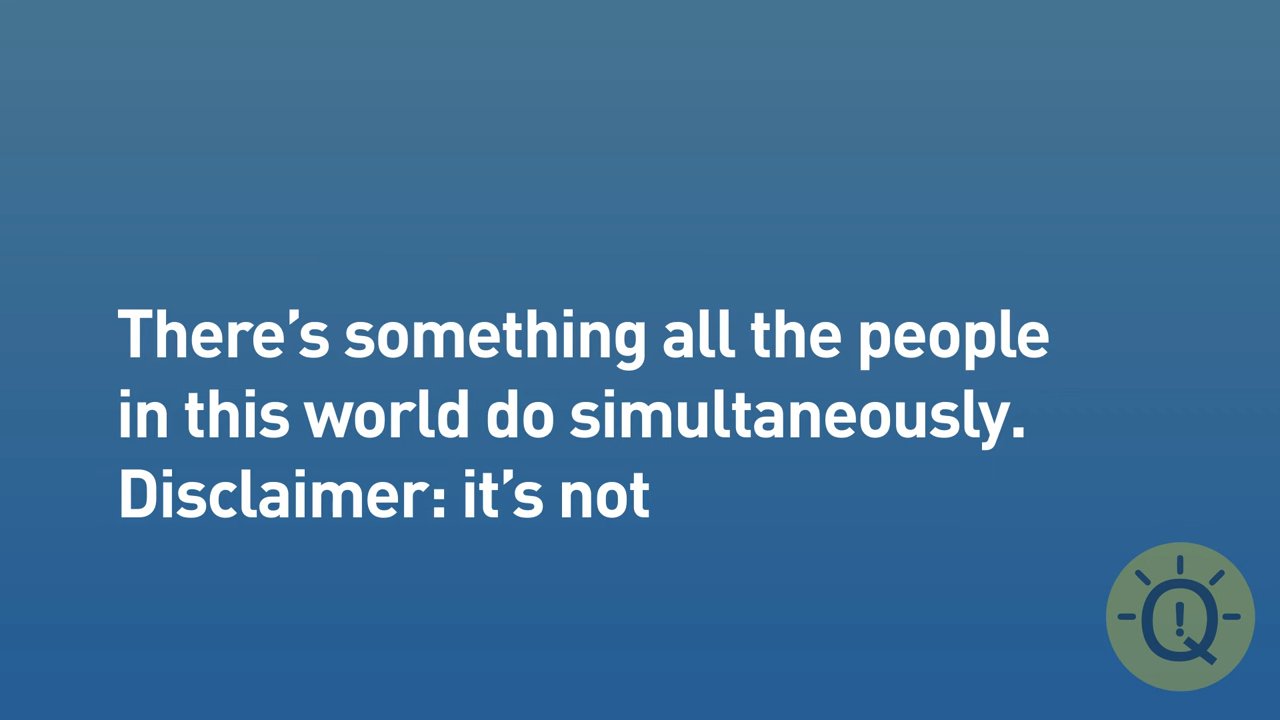 There’s something all the people
in this world do simultaneously.
Disclaimer: it’s not
Q!